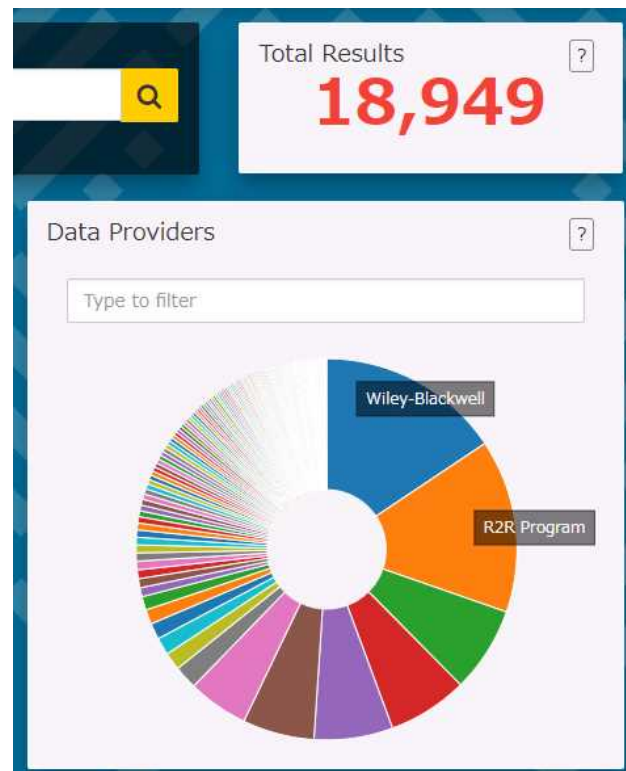 Total Results
?
18,949
Data Providers
?
Type to filter
Wiley-Blackwell
R2R Program